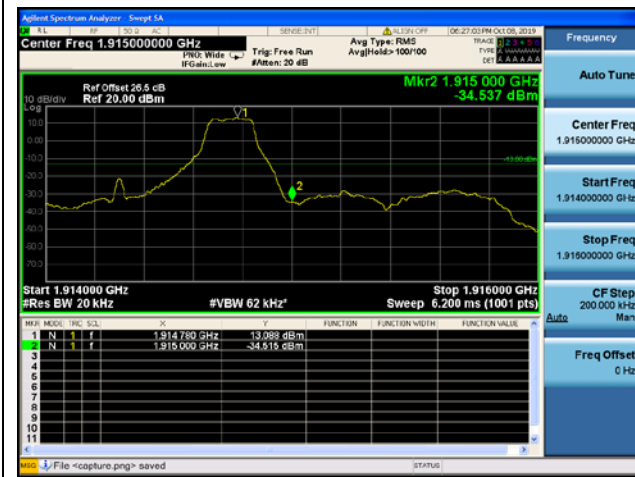 Agilent Spectrum Analyzer Swept SA
RL RF 50 Ω AC SENSE:INT ALIGN OFF 06:27:03 PM Oct 08, 2019
Center Freq 1.915000000 GHz
PNO: Wide
IFGain:Low
Trig: Free Run
#Atten: 20 dB
Avg Type: RMS
Avg|Hold:> 100/100
TRACE 1 2 3 4 5 6
TYPE
DET A A A A A A
Mkr2 1.915 000 GHz
-34.537 dBm
Ref Offset 26.5 dB
Ref 20.00 dBm
10 dB/div
Log
10.0
0.00
-10.0
-20.0
-30.0
-40.0
-50.0
-60.0
-70.0
1
2
-13.00 dBm
Start 1.914000 GHz
Stop 1.916000 GHz
#Res BW 20 kHz
#VBW 62 kHz*
Sweep 6.200 ms (1001 pts)
MKR MODE TRC SCL X Y FUNCTION FUNCTION WIDTH FUNCTION VALUE
1 N 1 f 1.914 780 GHz 13.088 dBm
2 N 1 f 1.915 000 GHz -34.515 dBm
3
4
5
6
7
8
9
10
11
MSG File <capture.png> saved
STATUS
Frequency
Auto Tune
Center Freq
1.915000000 GHz
Start Freq
1.914000000 GHz
Stop Freq
1.916000000 GHz
CF Step
200.000 kHz
Auto Man
Freq Offset
0 Hz